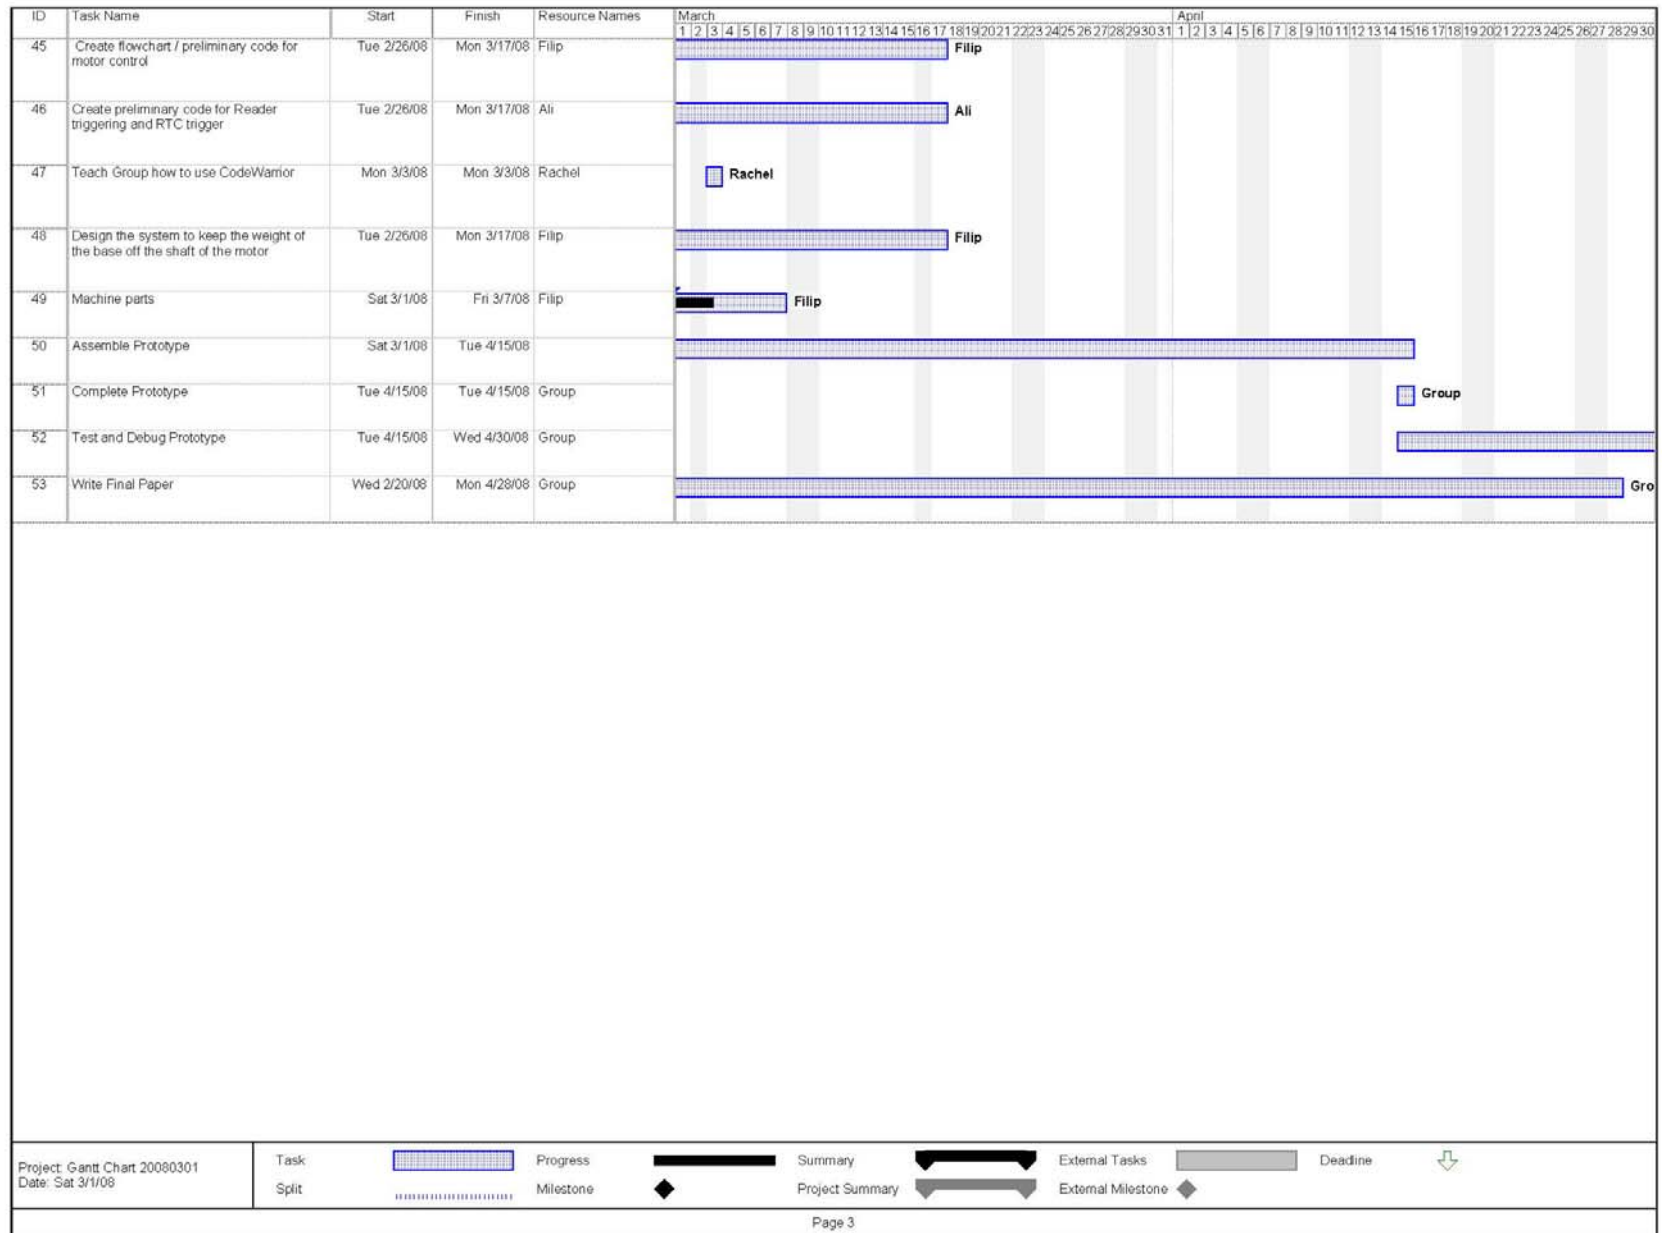 ID Task Name Start Finish Resource Names March April
1 2 3 4 5 6 7 8 9 10 11 12 13 14 15 16 17 18 19 20 21 22 23 24 25 26 27 28 29 30 31 1 2 3 4 5 6 7 8 9 10 11 12 13 14 15 16 17 18 19 20 21 22 23 24 25 26 27 28 29 30
45 Create flowchart / preliminary code for Tue 2/26/08 Mon 3/17/08 Filip Filip
motor control
46 Create preliminary code for Reader Tue 2/26/08 Mon 3/17/08 Ali Ali
triggering and RTC trigger
47 Teach Group how to use CodeWarrior Mon 3/3/08 Mon 3/3/08 Rachel Rachel
48 Design the system to keep the weight of Tue 2/26/08 Mon 3/17/08 Filip Filip
the base off the shaft of the motor
49 Machine parts Sat 3/1/08 Fri 3/7/08 Filip Filip
50 Assemble Prototype Sat 3/1/08 Tue 4/15/08
51 Complete Prototype Tue 4/15/08 Tue 4/15/08 Group Group
52 Test and Debug Prototype Tue 4/15/08 Wed 4/30/08 Group
53 Write Final Paper Wed 2/20/08 Mon 4/28/08 Group Gro
Project: Gantt Chart 20080301
Date: Sat 3/1/08
Task Progress Summary External Tasks Deadline
Split Milestone Project Summary External Milestone
Page 3